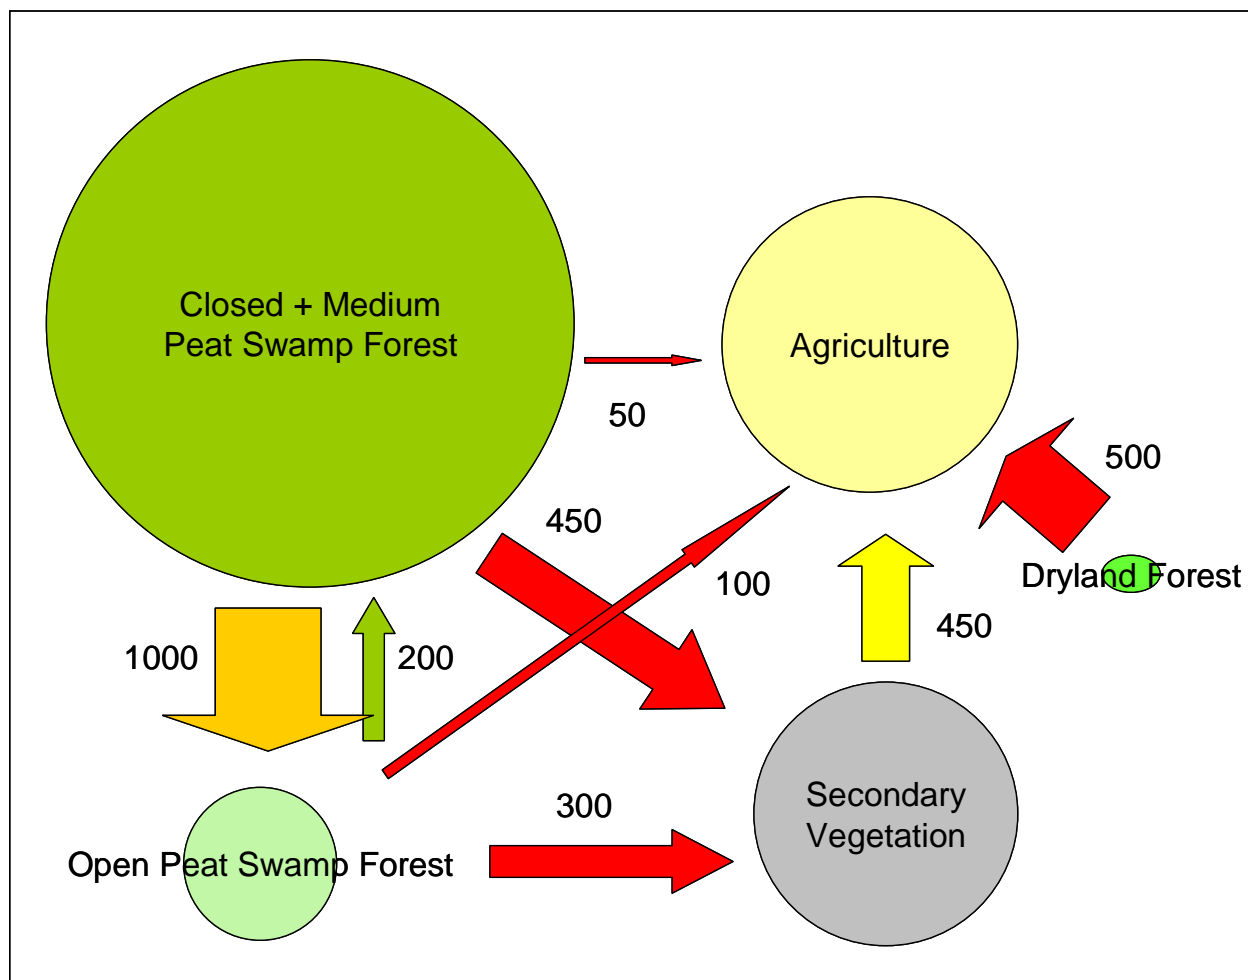 Closed + Medium
Peat Swamp Forest
Agriculture
50
500
450
100
Dryland Forest
1000
200
450
Secondary
Vegetation
300
Open Peat Swamp Forest